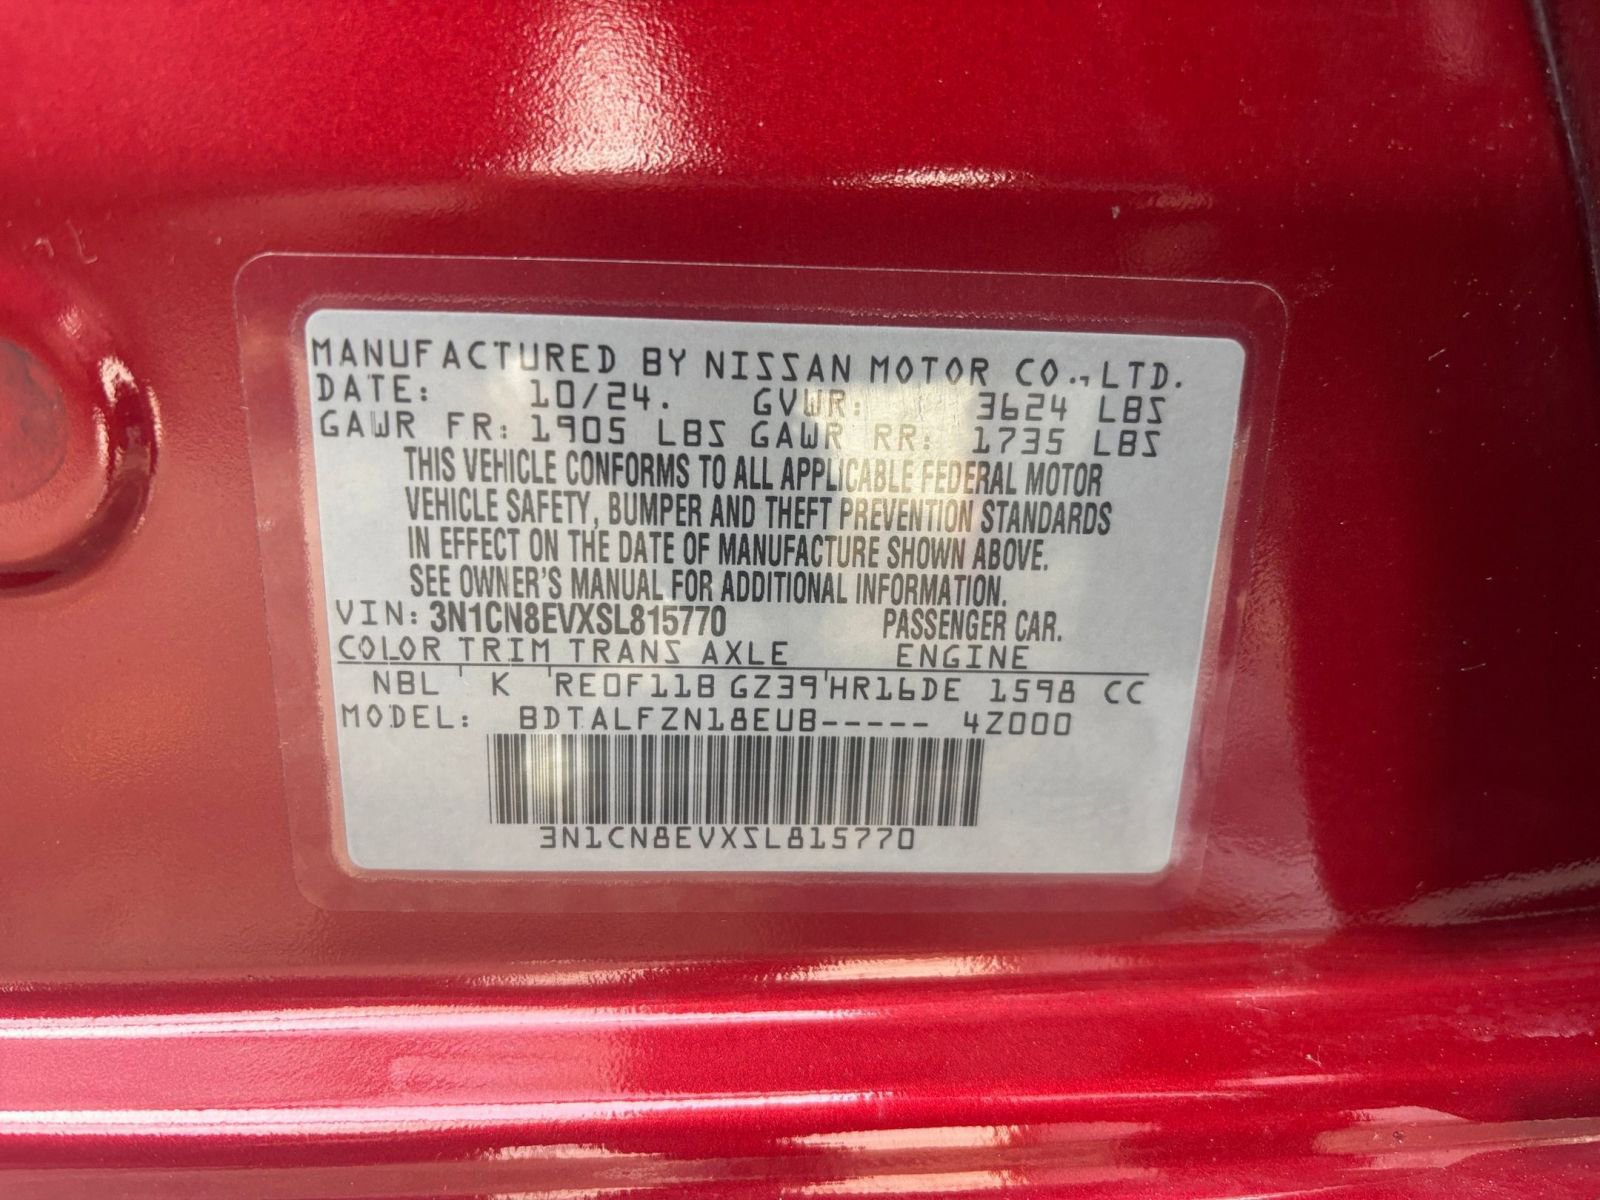 MANUFACTURED BY NISSAN MOTOR CO., LTD.
DATE: 10/24. GVWR: 3624 LBS
GAWR FR: 1905 LBS GAWR RR: 1735 LBS
THIS VEHICLE CONFORMS TO ALL APPLICABLE FEDERAL MOTOR
VEHICLE SAFETY, BUMPER AND THEFT PREVENTION STANDARDS
IN EFFECT ON THE DATE OF MANUFACTURE SHOWN ABOVE.
SEE OWNER'S MANUAL FOR ADDITIONAL INFORMATION.
VIN: 3N1CN8EVXSL815770 PASSENGER CAR.
COLOR TRIM TRANS AXLE ENGINE
NBL K RE0F11B GZ39 HR16DE 1598 CC
MODEL: BDTALFZN18EUB----- 4Z000
3N1CN8EVXSL815770